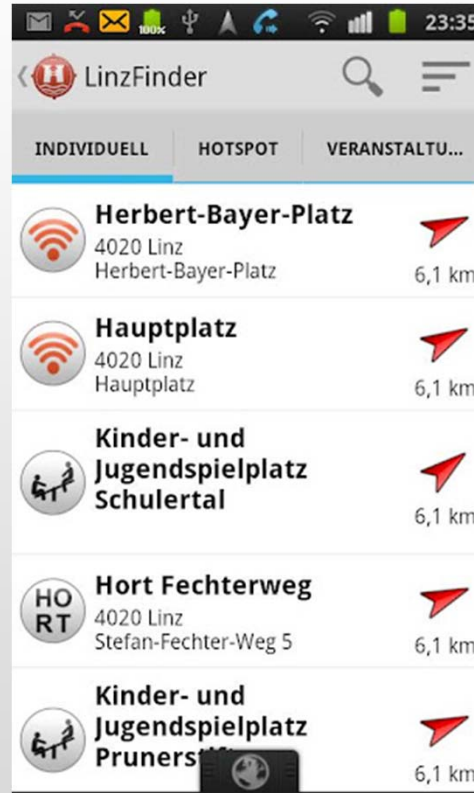 100%
23:35
LinzFinder
INDIVIDUELL HOTSPOT VERANSTALTU...
Herbert-Bayer-Platz
4020 Linz
Herbert-Bayer-Platz
6,1 km
Hauptplatz
4020 Linz
Hauptplatz
6,1 km
Kinder- und
Jugendspielplatz
Schulertal
6,1 km
HO
RT
Hort Fechterweg
4020 Linz
Stefan-Fechter-Weg 5
6,1 km
Kinder- und
Jugendspielplatz
6,1 km